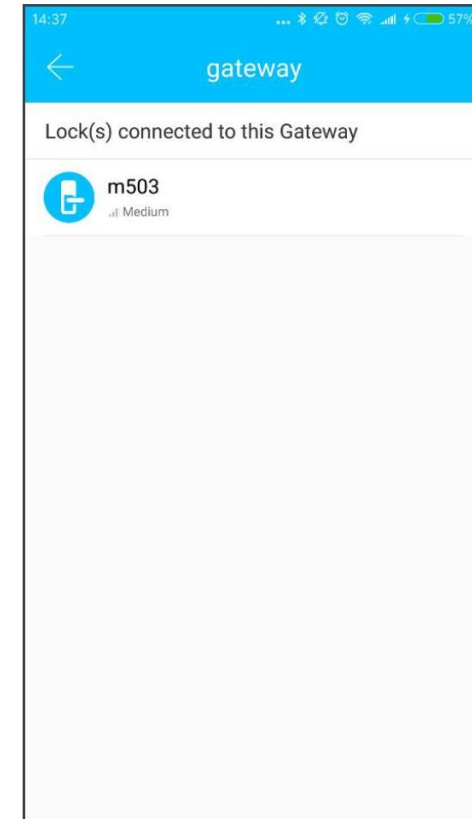 14:37
57%
gateway
Lock(s) connected to this Gateway
m503
Medium